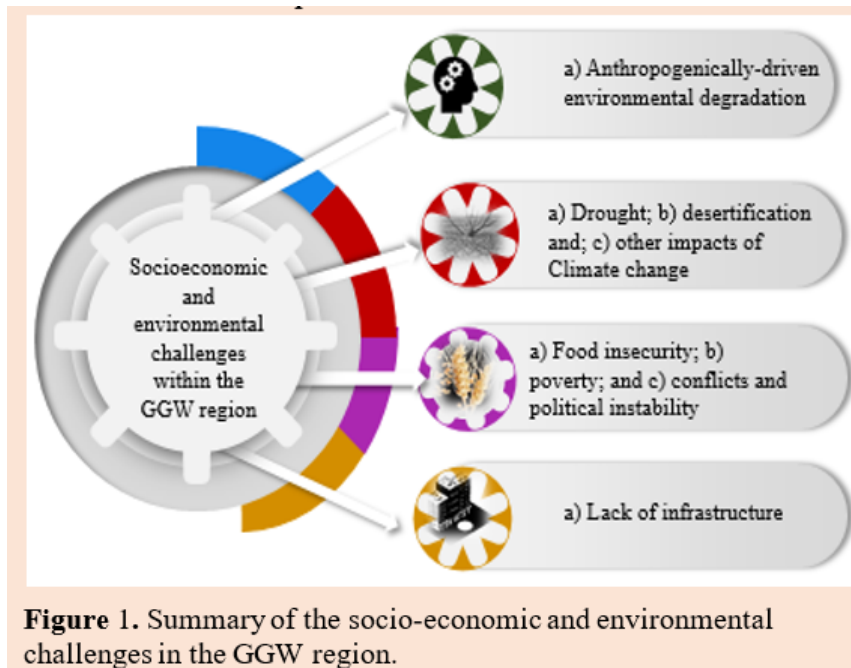 Socioeconomic
and
environmental
challenges
within the
GGW region
a) Anthropogenically-driven
environmental degradation
a) Drought; b) desertification
and; c) other impacts of
Climate change
a) Food insecurity; b)
poverty; and c) conflicts and
political instability
a) Lack of infrastructure
Figure 1. Summary of the socio-economic and environmental
challenges in the GGW region.